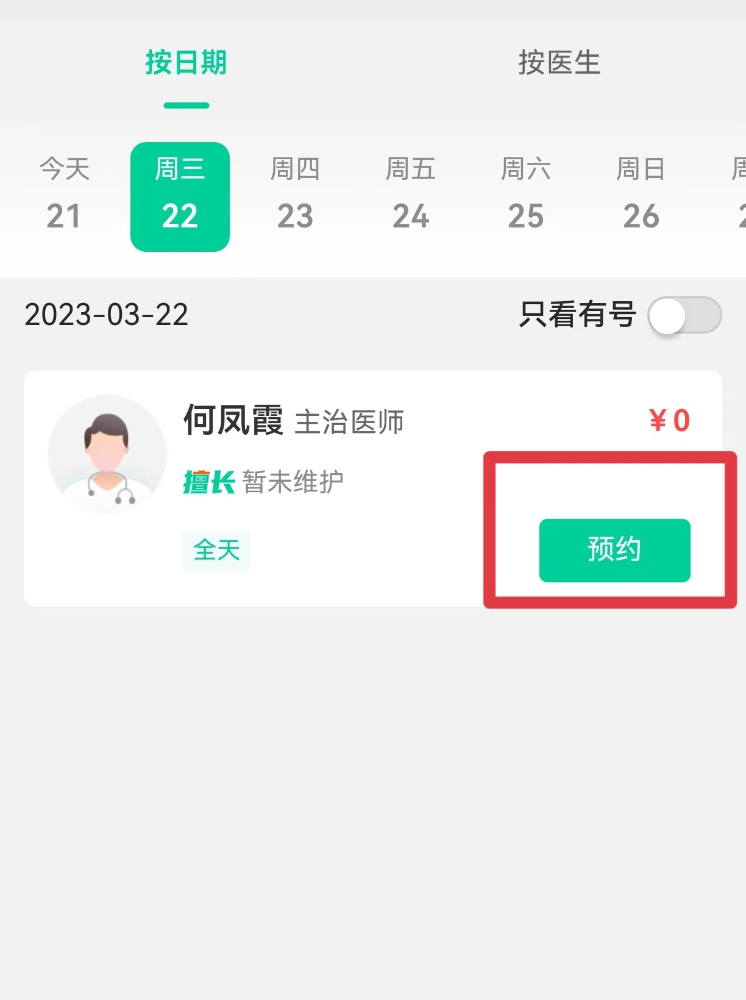 按日期 按医生
今天 周三 周四 周五 周六 周日
21 22 23 24 25 26
2023-03-22 只看有号
何凤霞 主治医师 ¥0
擅长 暂未维护
全天 预约